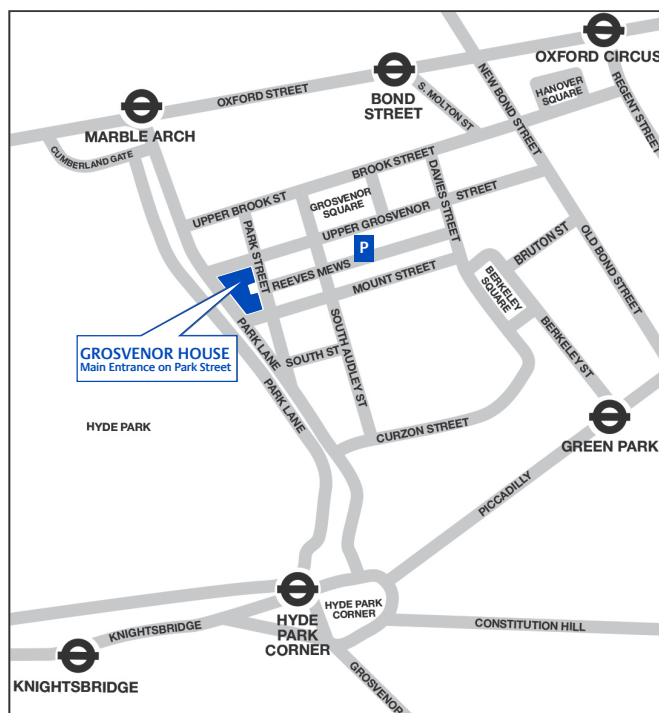 OXFORD CIRCUS
OXFORD STREET
BOND
STREET
S. MOLTON ST
NEW BOND STREET
HANOVER
SQUARE
REGENT STREET
MARBLE ARCH
CUMBERLAND GATE
BROOK STREET
UPPER BROOK ST
GROSVENOR
SQUARE
DAVIES STREET
UPPER GROSVENOR STREET
PARK STREET
P
REEVES MEWS
MOUNT STREET
BERKELEY
SQUARE
BRUTON ST
OLD BOND STREET
GROSVENOR HOUSE
Main Entrance on Park Street
PARK LANE
PARK LANE
SOUTH ST
SOUTH AUDLEY ST
BERKELEY ST
HYDE PARK
CURZON STREET
GREEN PARK
PICCADILLY
HYDE PARK
CORNER
HYDE
PARK
CORNER
KNIGHTSBRIDGE
CONSTITUTION HILL
KNIGHTSBRIDGE
GROSVENOR